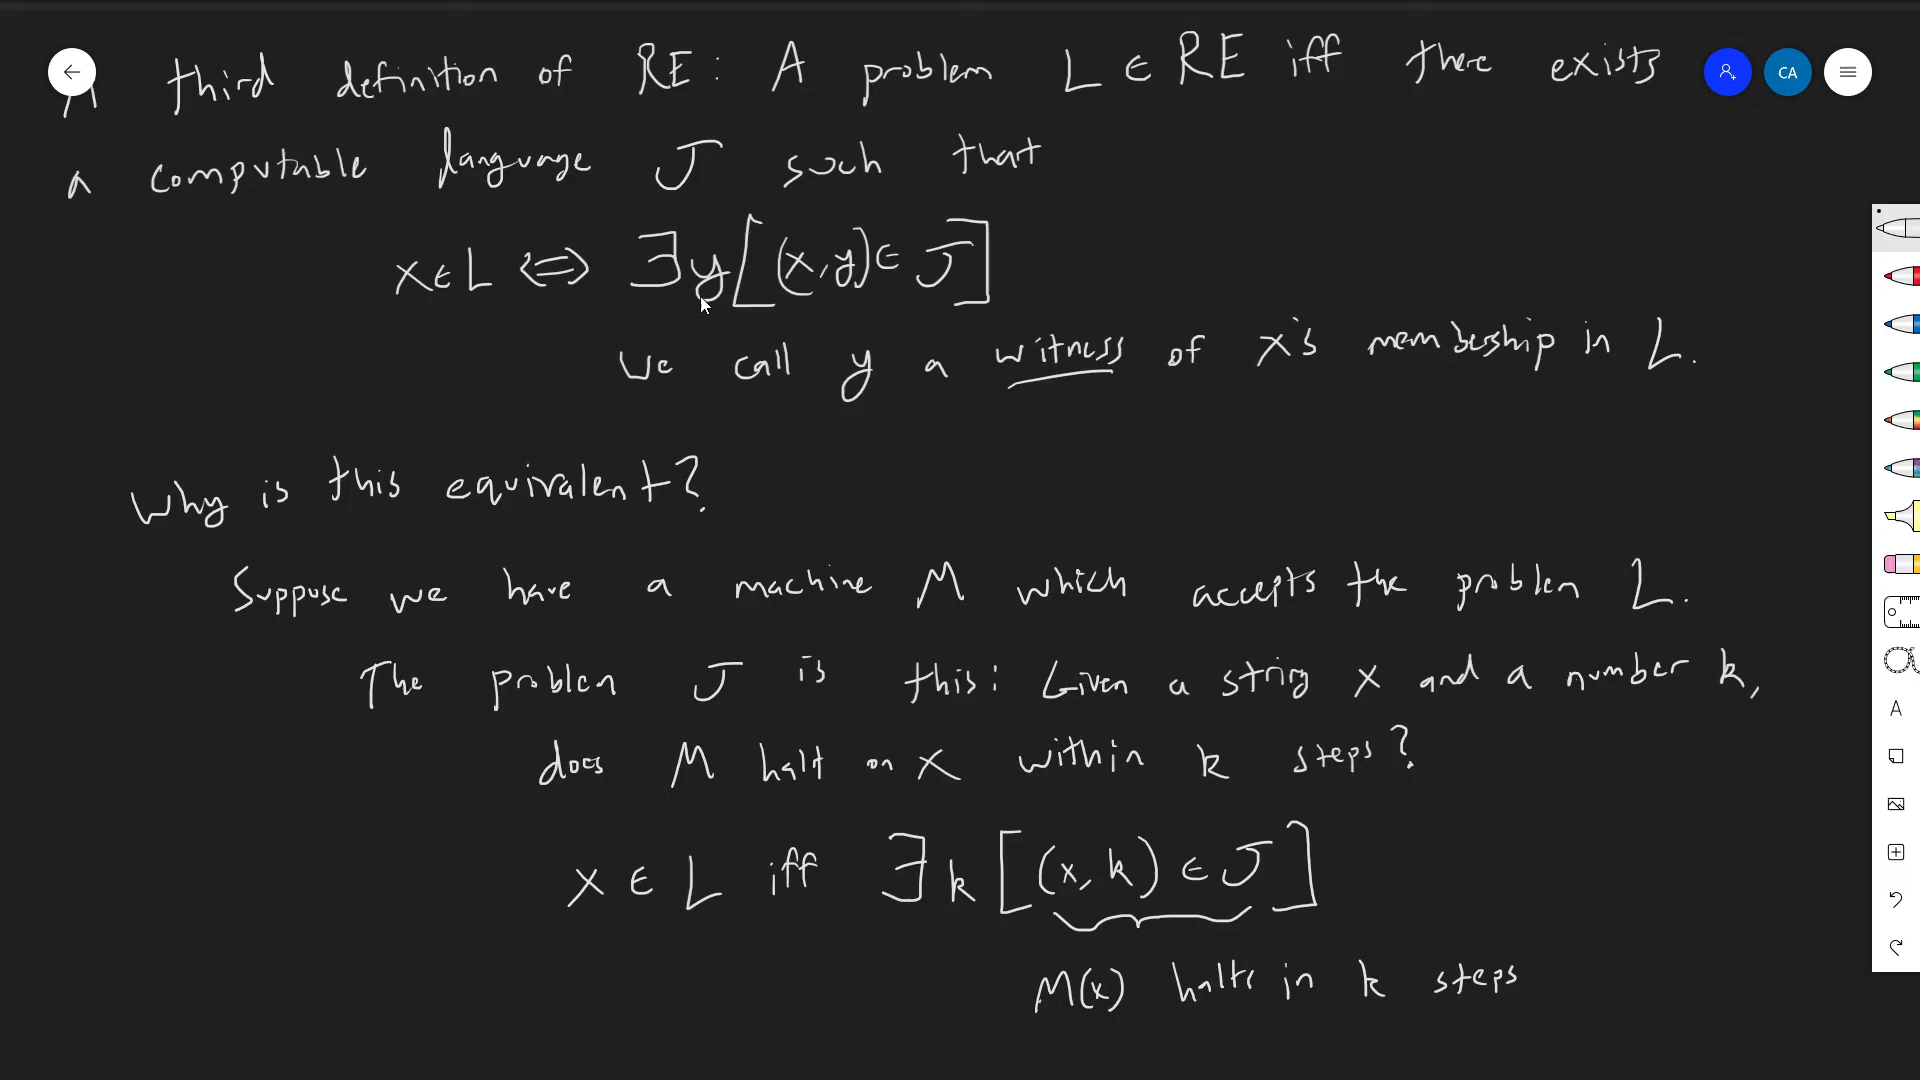 A third definition of RE: A problem L ∈ RE iff there exists
CA
a computable language J such that
x ∈ L ⇔ ∃y[(x,y) ∈ J]
We call y a witness of x's membership in L.
Why is this equivalent?
Suppose we have a machine M which accepts the problem L.
The problem J is this: Given a string x and a number k,
does M halt on x within k steps?
x ∈ L iff ∃k[(x, k) ∈ J]
M(x) halts in k steps
A